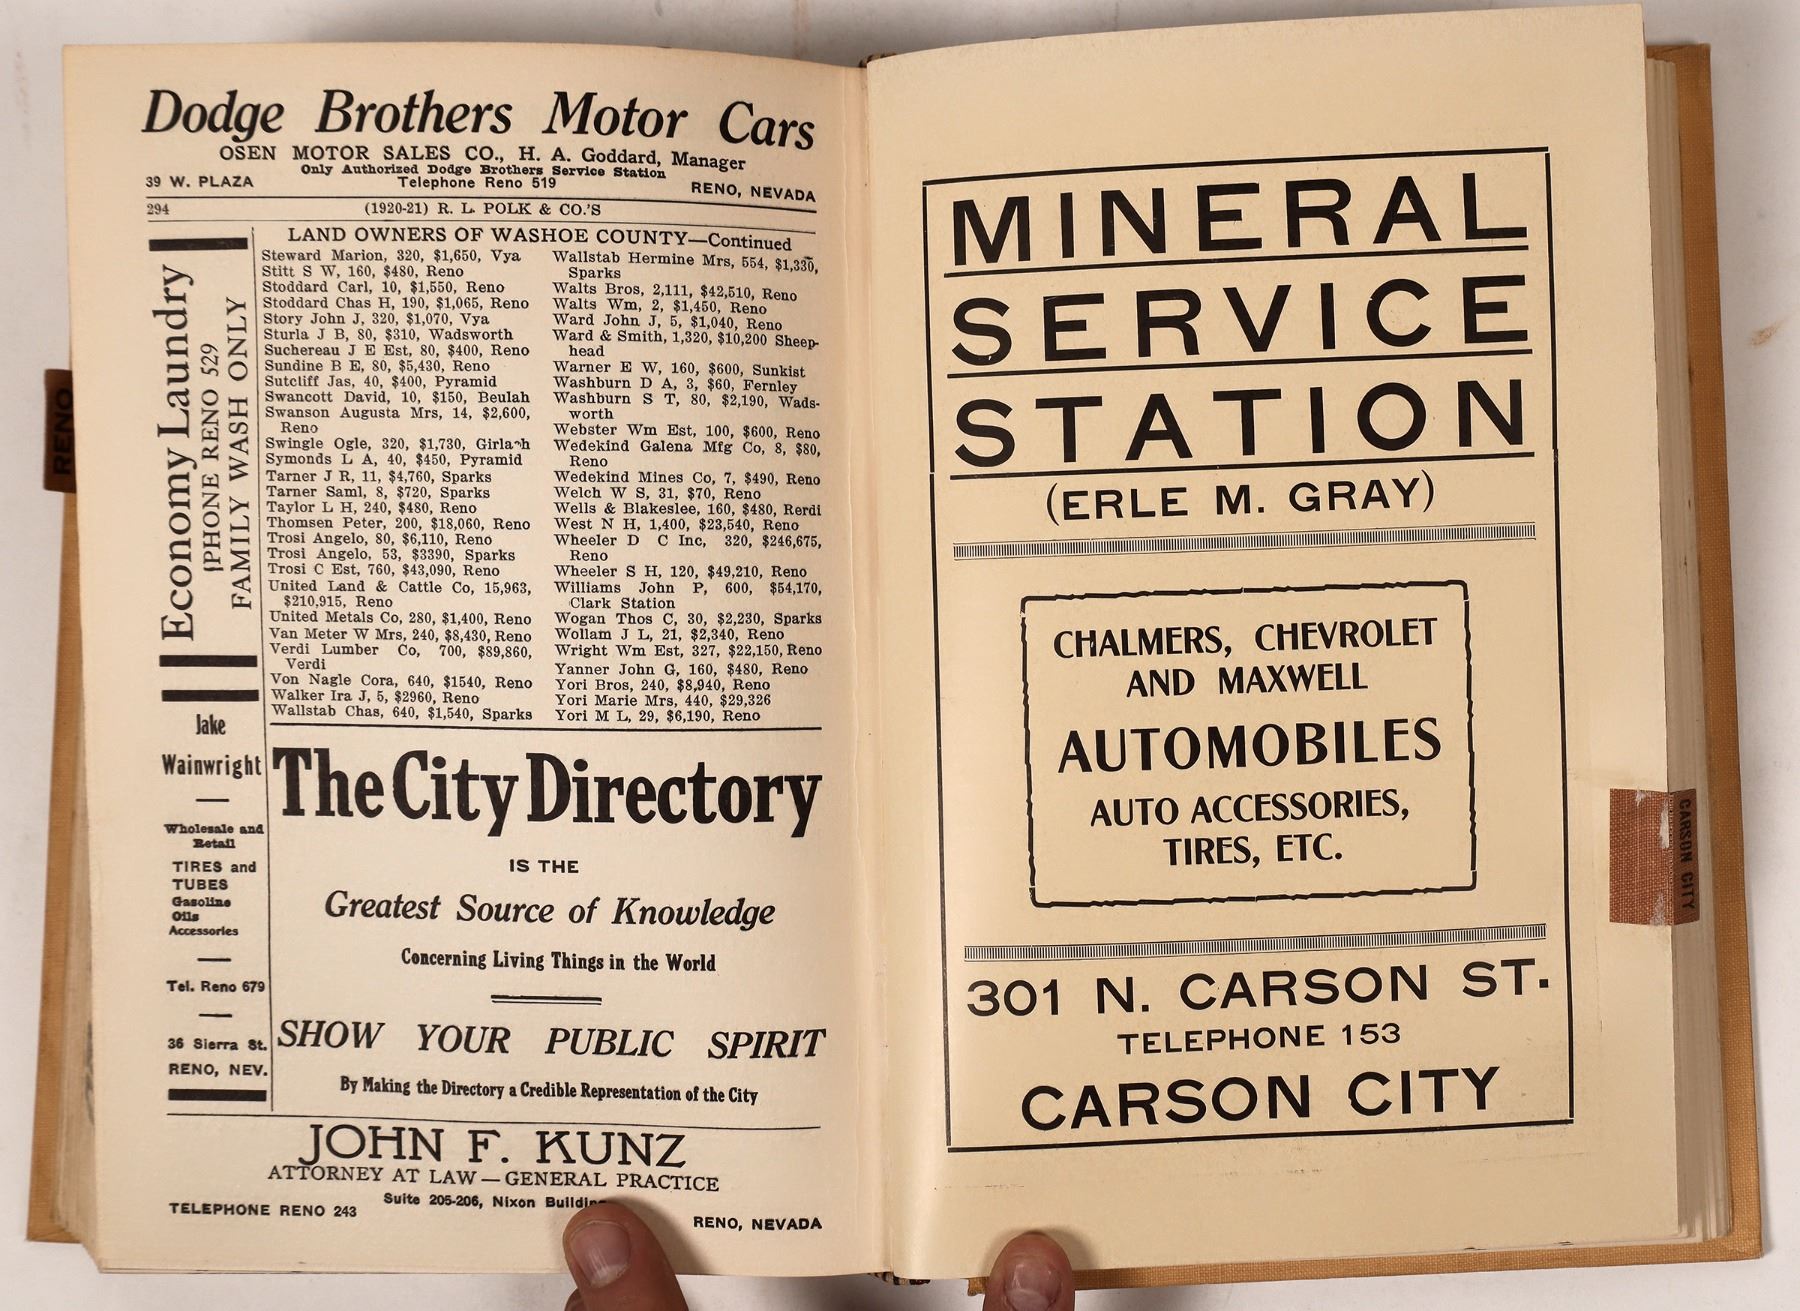 Dodge Brothers Motor Cars
OSEN MOTOR SALES CO., H. A. Goddard, Manager
Only Authorized Dodge Brothers Service Station
39 W. PLAZA Telephone Reno 519 RENO, NEVADA
294 (1920-21) R. L. POLK & CO.'S
LAND OWNERS OF WASHOE COUNTY—Continued
Steward Marion, 320, $1,650, Vya
Stitt S W, 160, $480, Reno
Stoddard Carl, 10, $1,550, Reno
Stoddard Chas H, 190, $1,065, Reno
Story John J, 320, $1,070, Vya
Sturla J B, 80, $310, Wadsworth
Suchereau J E Est, 80, $400, Reno
Sundine B E, 80, $5,430, Reno
Sutcliff Jas, 40, $400, Pyramid
Swancott David, 10, $150, Beulah
Swanson Augusta Mrs, 14, $2,600,
Reno
Swingle Ogle, 320, $1,730,
Symonds L A, 40, $450, Pyramid
Tarner J R, 11, $4,760, Sparks
Tarner Saml, 8, $720, Sparks
Taylor L H, 240, $480, Reno
Thomsen Peter, 200, $18,060, Reno
Trosi Angelo, 80, $6,110, Reno
Trosi Angelo, 53, $3390, Sparks
Trosi C Est, 760, $43,090, Reno
United Land & Cattle Co, 15,963,
$210,915, Reno
United Metals Co, 280, $1,400, Reno
Van Meter W Mrs, 240, $8,430, Reno
Verdi Lumber Co, 700, $89,860,
Verdi
Von Nagle Cora, 640, $1540, Reno
Walker Ira J, 5, $2960, Reno
Wallstab Chas, 640, $1,540, Sparks
Wallstab Hermine Mrs, 554, $1,330,
Sparks
Walts Bros, 2,111, $42,510, Reno
Walts Wm, 2, $1,450, Reno
Ward John J, 5, $1,040, Reno
Ward & Smith, 1,320, $10,200 Sheep-
head
Warner E W, 160, $600, Sunkist
Washburn D A, 3, $60, Fernley
Washburn S T, 80, $2,190, Wads-
worth
Webster Wm Est, 100, $600, Reno
Wedekind Galena Mfg Co, 8, $80,
Reno
Wedekind Mines Co, 7, $490, Reno
Welch W S, 31, $70, Reno
Wells & Blakeslee, 160, $480, Rerdi
West N H, 1,400, $23,540, Reno
Wheeler D C Inc, 320, $246,675,
Reno
Wheeler S H, 120, $49,210, Reno
Williams John P, 600, $54,170,
Clark Station
Wogan Thos C, 30, $2,230, Sparks
Wollam J L, 21, $2,340, Reno
Wright Wm Est, 327, $22,150, Reno
Yanner John G, 160, $480, Reno
Yori Bros, 240, $8,940, Reno
Yori Marie Mrs, 440, $29,326
Yori M L, 29, $6,190, Reno
Economy Laundry
PHONE RENO 529
FAMILY WASH ONLY
Jake
Wainwright
Wholesale and
Retail
TIRES and
TUBES
Gasoline
Oils
Accessories
Tel. Reno 679
36 Sierra St.
RENO, NEV.
The City Directory
IS THE
Greatest Source of Knowledge
Concerning Living Things in the World
SHOW YOUR PUBLIC SPIRIT
By Making the Directory a Credible Representation of the City
JOHN F. KUNZ
ATTORNEY AT LAW—GENERAL PRACTICE
Suite 205-206, Nixon Buildin
TELEPHONE RENO 243 RENO, NEVADA
RENO
MINERAL
SERVICE
STATION
(ERLE M. GRAY)
CHALMERS, CHEVROLET
AND MAXWELL
AUTOMOBILES
AUTO ACCESSORIES,
TIRES, ETC.
301 N. CARSON ST.
TELEPHONE 153
CARSON CITY
CARSON CITY